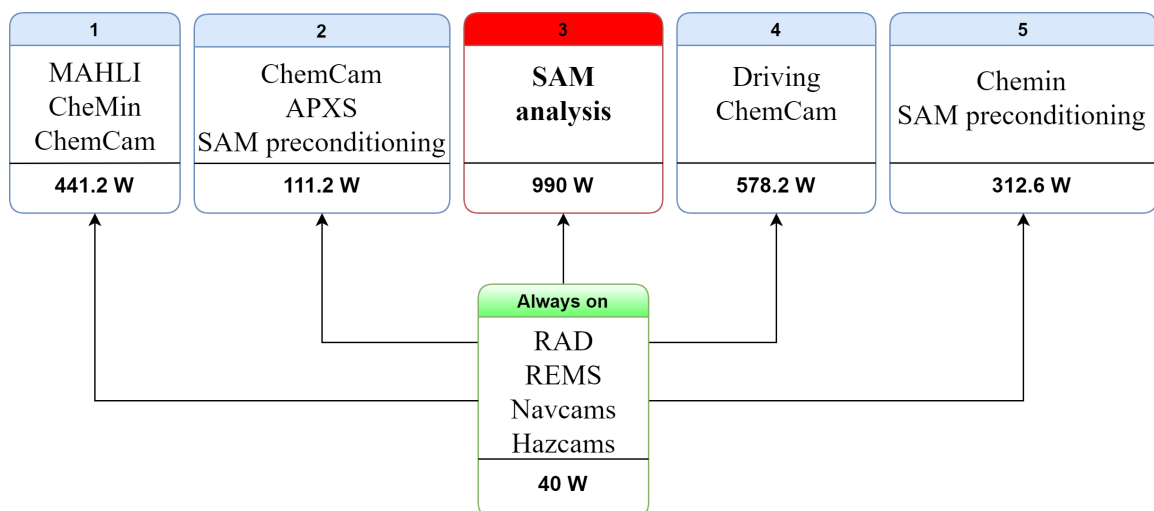 1
MAHLI
CheMin
ChemCam
441.2 W
2
ChemCam
APXS
SAM preconditioning
111.2 W
3
SAM
analysis
990 W
4
Driving
ChemCam
578.2 W
5
Chemin
SAM preconditioning
312.6 W
Always on
RAD
REMS
Navcams
Hazcams
40 W